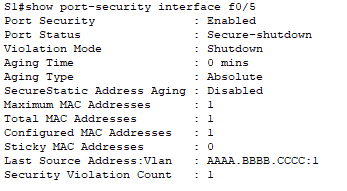 S1#show port-security interface f0/5
Port Security : Enabled
Port Status : Secure-shutdown
Violation Mode : Shutdown
Aging Time : 0 mins
Aging Type : Absolute
SecureStatic Address Aging : Disabled
Maximum MAC Addresses : 1
Total MAC Addresses : 1
Configured MAC Addresses : 1
Sticky MAC Addresses : 0
Last Source Address:Vlan : AAAA.BBBB.CCCC:1
Security Violation Count : 1